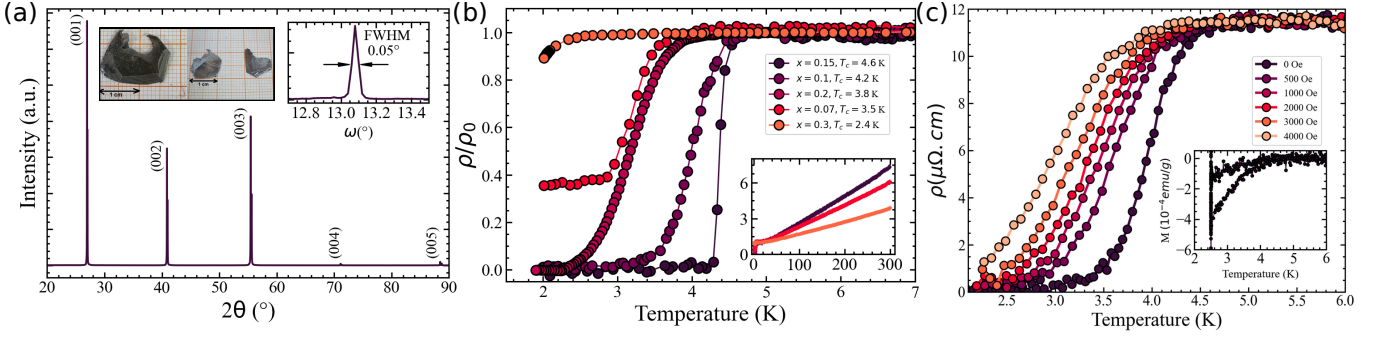 (a)
Intensity (a.u.)
(001)
(002)
(003)
(004)
(005)
1 cm
1 cm
FWHM
0.05°
12.8 13.0 13.2 13.4
ω(°)
20 30 40 50 60 70 80 90
2θ (°)
(b)
ρ/ρ0
1.0
0.8
0.6
0.4
0.2
0.0
x = 0.15, Tc = 4.6 K
x = 0.1, Tc = 4.2 K
x = 0.2, Tc = 3.8 K
x = 0.07, Tc = 3.5 K
x = 0.3, Tc = 2.4 K
6
3
0
0 100 200 300
2 3 4 5 6 7
Temperature (K)
(c)
ρ(μΩ. cm)
12
10
8
6
4
2
0
0 Oe
500 Oe
1000 Oe
2000 Oe
3000 Oe
4000 Oe
M (10⁻⁴emu/g)
0
−2
−4
−6
2 3 4 5 6
Temperature (K)
2.5 3.0 3.5 4.0 4.5 5.0 5.5 6.0
Temperature (K)